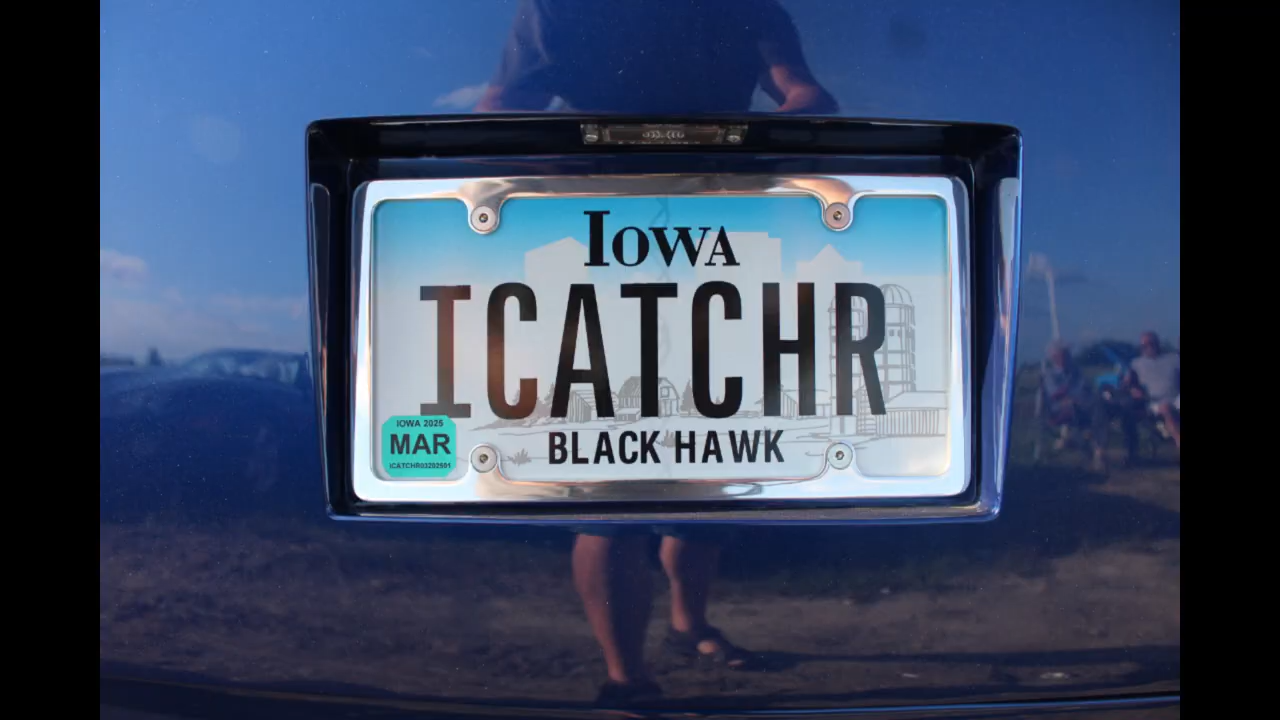 IOWA
ICATCHR
IOWA 2025
MAR
ICATCHR03202501
BLACK HAWK